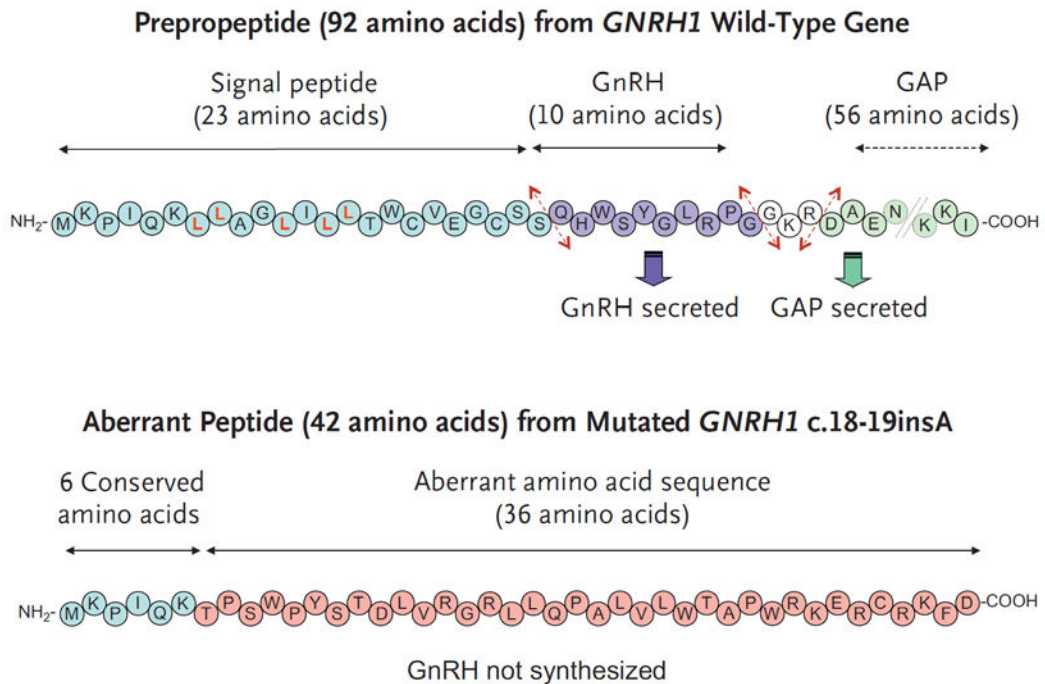 Prepropeptide (92 amino acids) from GNRH1 Wild-Type Gene
Signal peptide GnRH GAP
(23 amino acids) (10 amino acids) (56 amino acids)
NH2- M K P I Q K L L A G L I L L T W C V E G C S S Q H W S Y G L R P G G K R D A E N // K K I -COOH
GnRH secreted GAP secreted
Aberrant Peptide (42 amino acids) from Mutated GNRH1 c.18-19insA
6 Conserved Aberrant amino acid sequence
amino acids (36 amino acids)
NH2- M K P I Q K T P S W P Y S T D L V R G R L L Q P A L V L W T A P W R K E R C R K F D -COOH
GnRH not synthesized